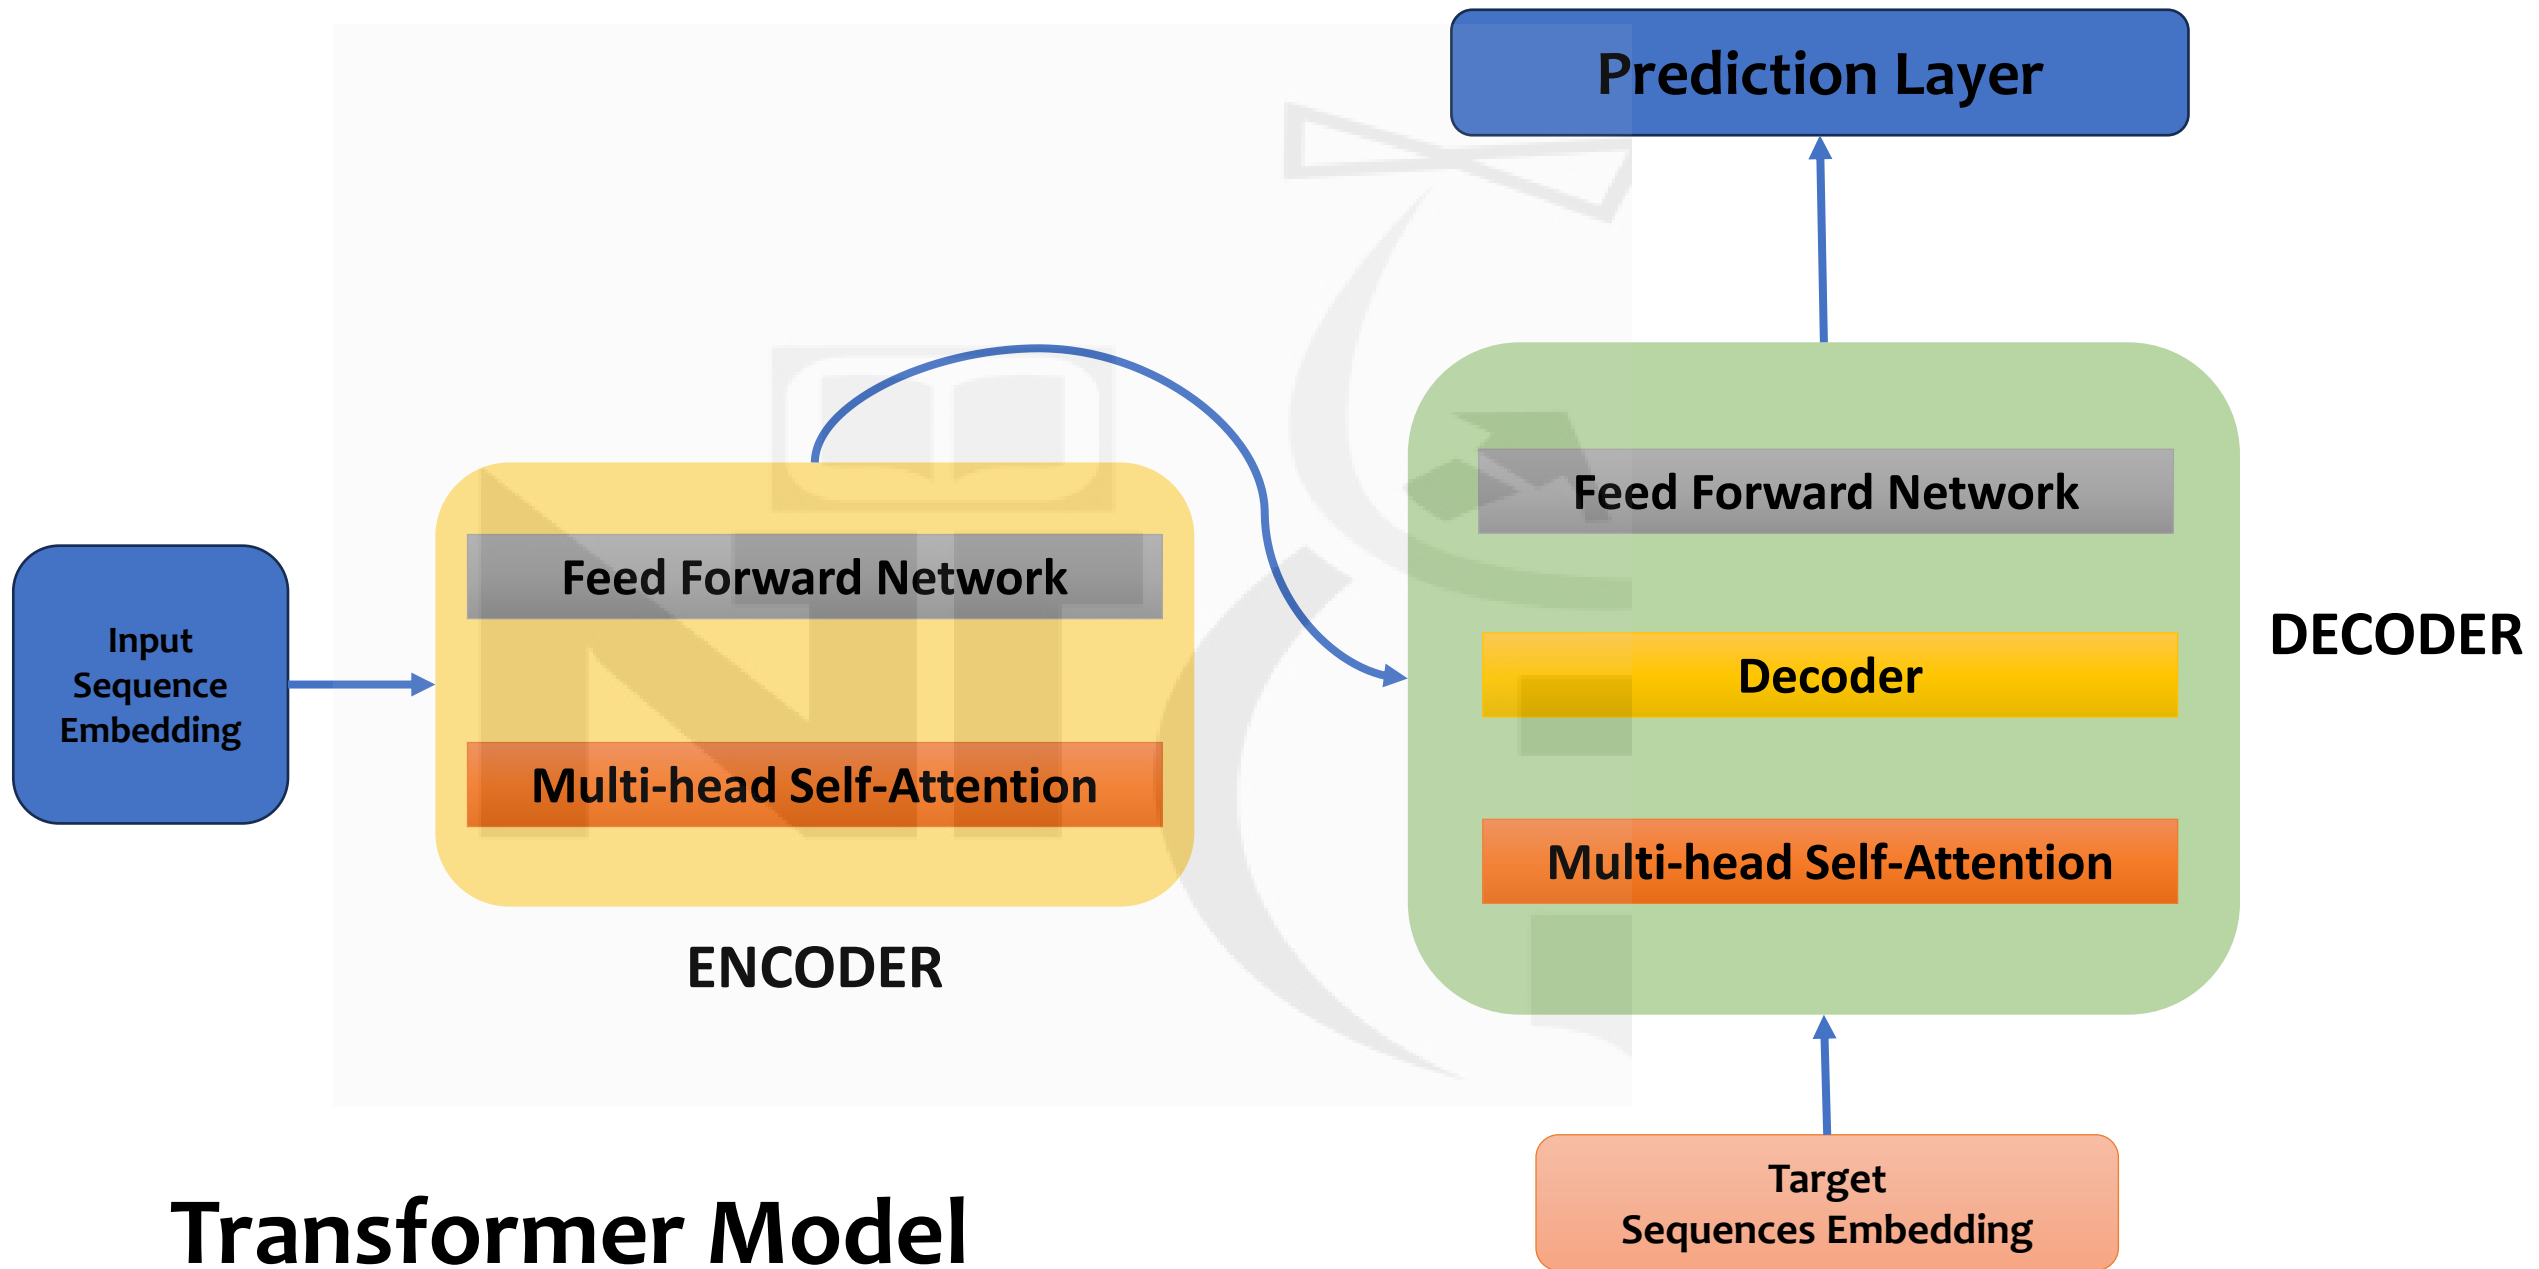 Prediction Layer
Feed Forward Network
Decoder
Multi-head Self-Attention
DECODER
Feed Forward Network
Multi-head Self-Attention
ENCODER
Input
Sequence
Embedding
Target
Sequences Embedding
Transformer Model